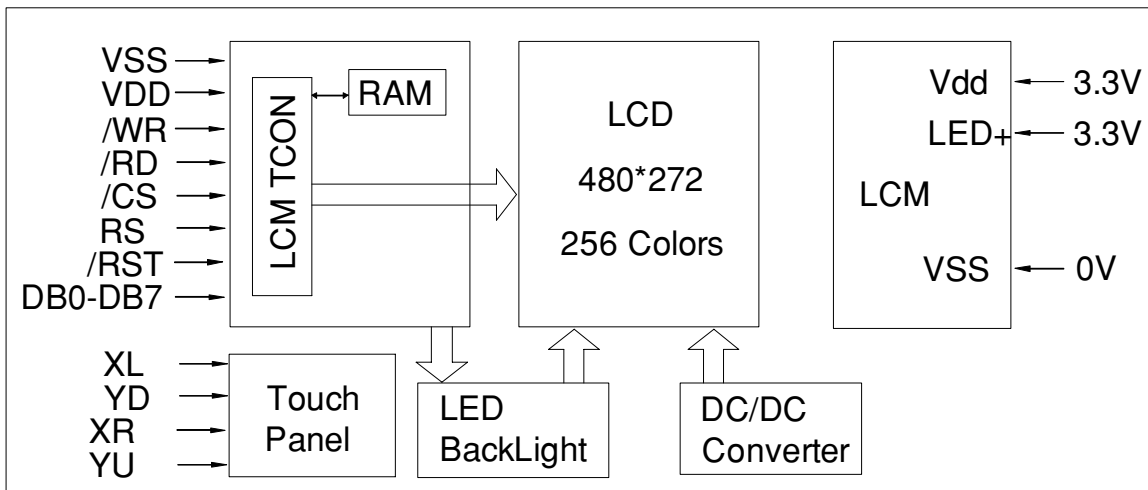 VSS
VDD
/WR
/RD
/CS
RS
/RST
DB0-DB7
LCM TCON
RAM
LCD
480*272
256 Colors
Vdd
3.3V
LED+
3.3V
LCM
VSS
0V
XL
YD
XR
YU
Touch
Panel
LED
BackLight
DC/DC
Converter